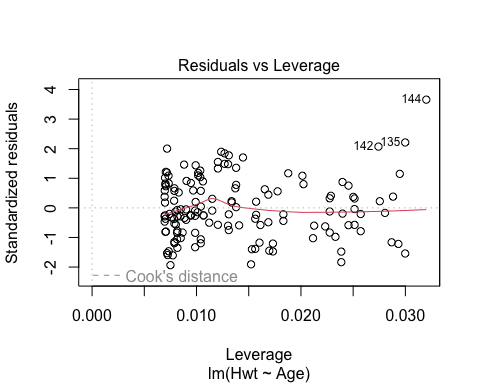 Residuals vs Leverage
Standardized residuals
4
3
2
1
0
-1
-2
144
142
135
Cook's distance
0.000
0.010
0.020
0.030
Leverage
lm(Hwt ~ Age)